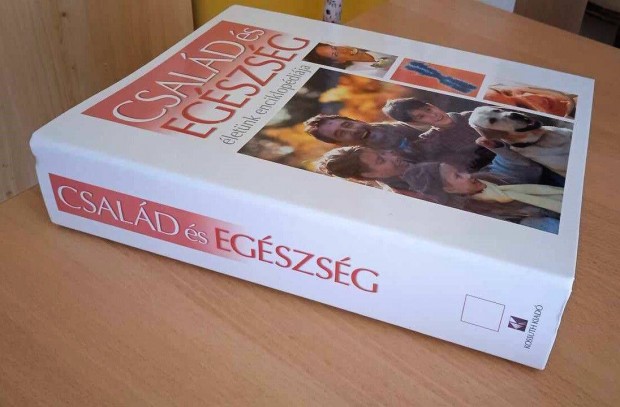 CSALÁD és
EGÉSZSÉG
életünk enciklopédiája
CSALÁD és EGÉSZSÉG
KOSSUTH KIADÓ